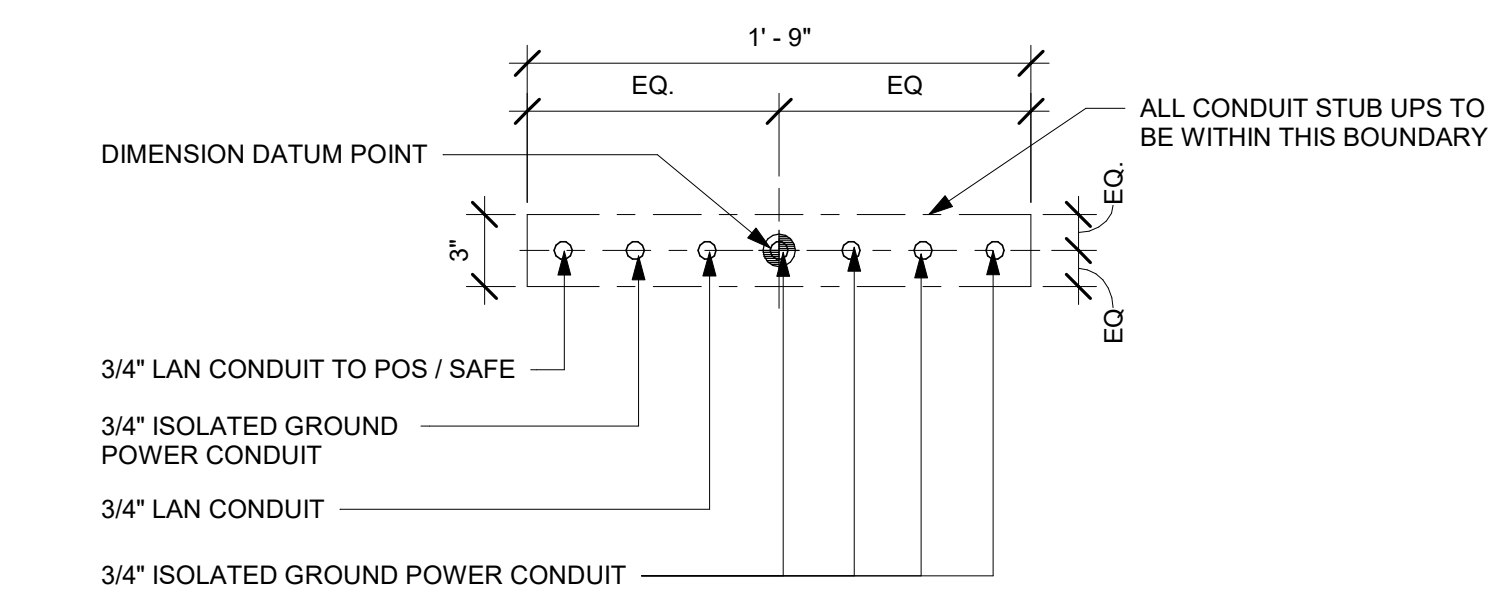 1' - 9"
EQ.
EQ
ALL CONDUIT STUB UPS TO
BE WITHIN THIS BOUNDARY
DIMENSION DATUM POINT
EQ.
3"
EQ
3/4" LAN CONDUIT TO POS / SAFE
3/4" ISOLATED GROUND
POWER CONDUIT
3/4" LAN CONDUIT
3/4" ISOLATED GROUND POWER CONDUIT